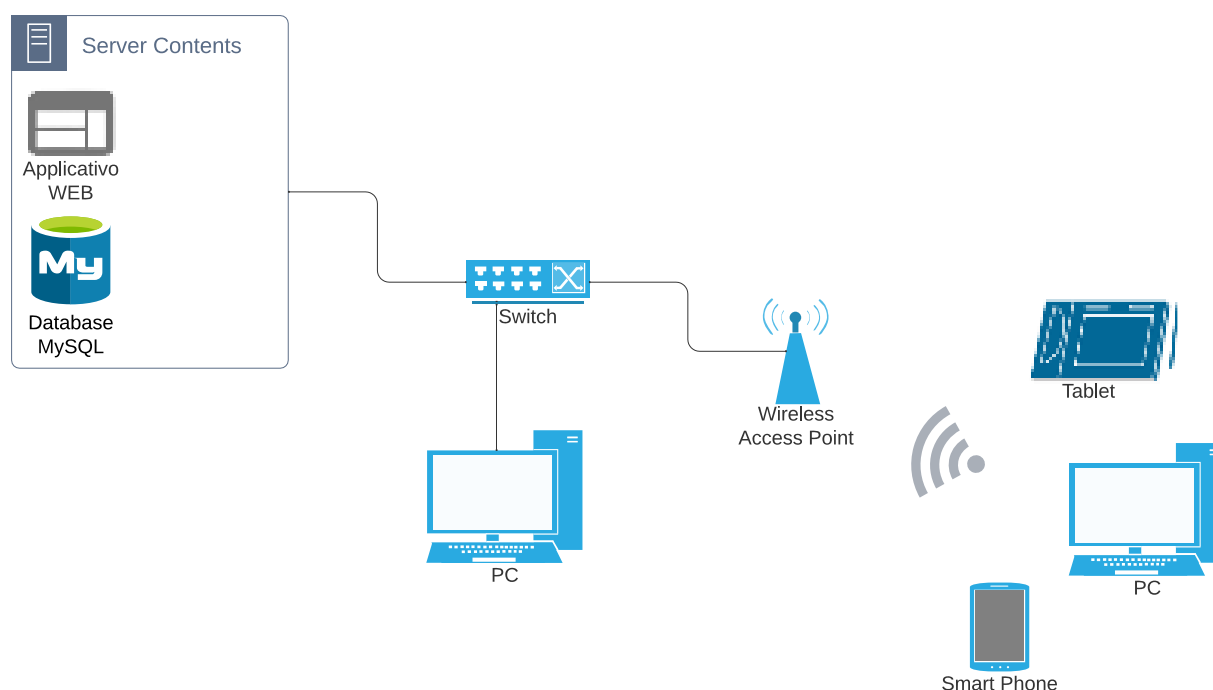 Server Contents
Applicativo
WEB
My
Database
MySQL
Switch
Wireless
Access Point
Tablet
PC
PC
Smart Phone